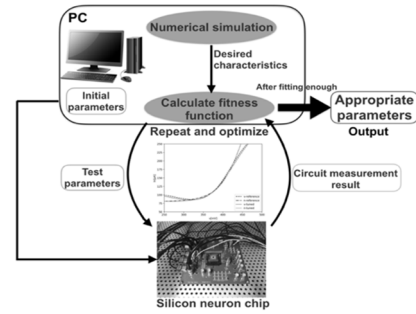 PC
Numerical simulation
Desired
characteristics
Initial
parameters
Calculate fitness
function
After fitting enough
Appropriate
parameters
Output
Repeat and optimize
Test
parameters
Circuit measurement
result
Silicon neuron chip